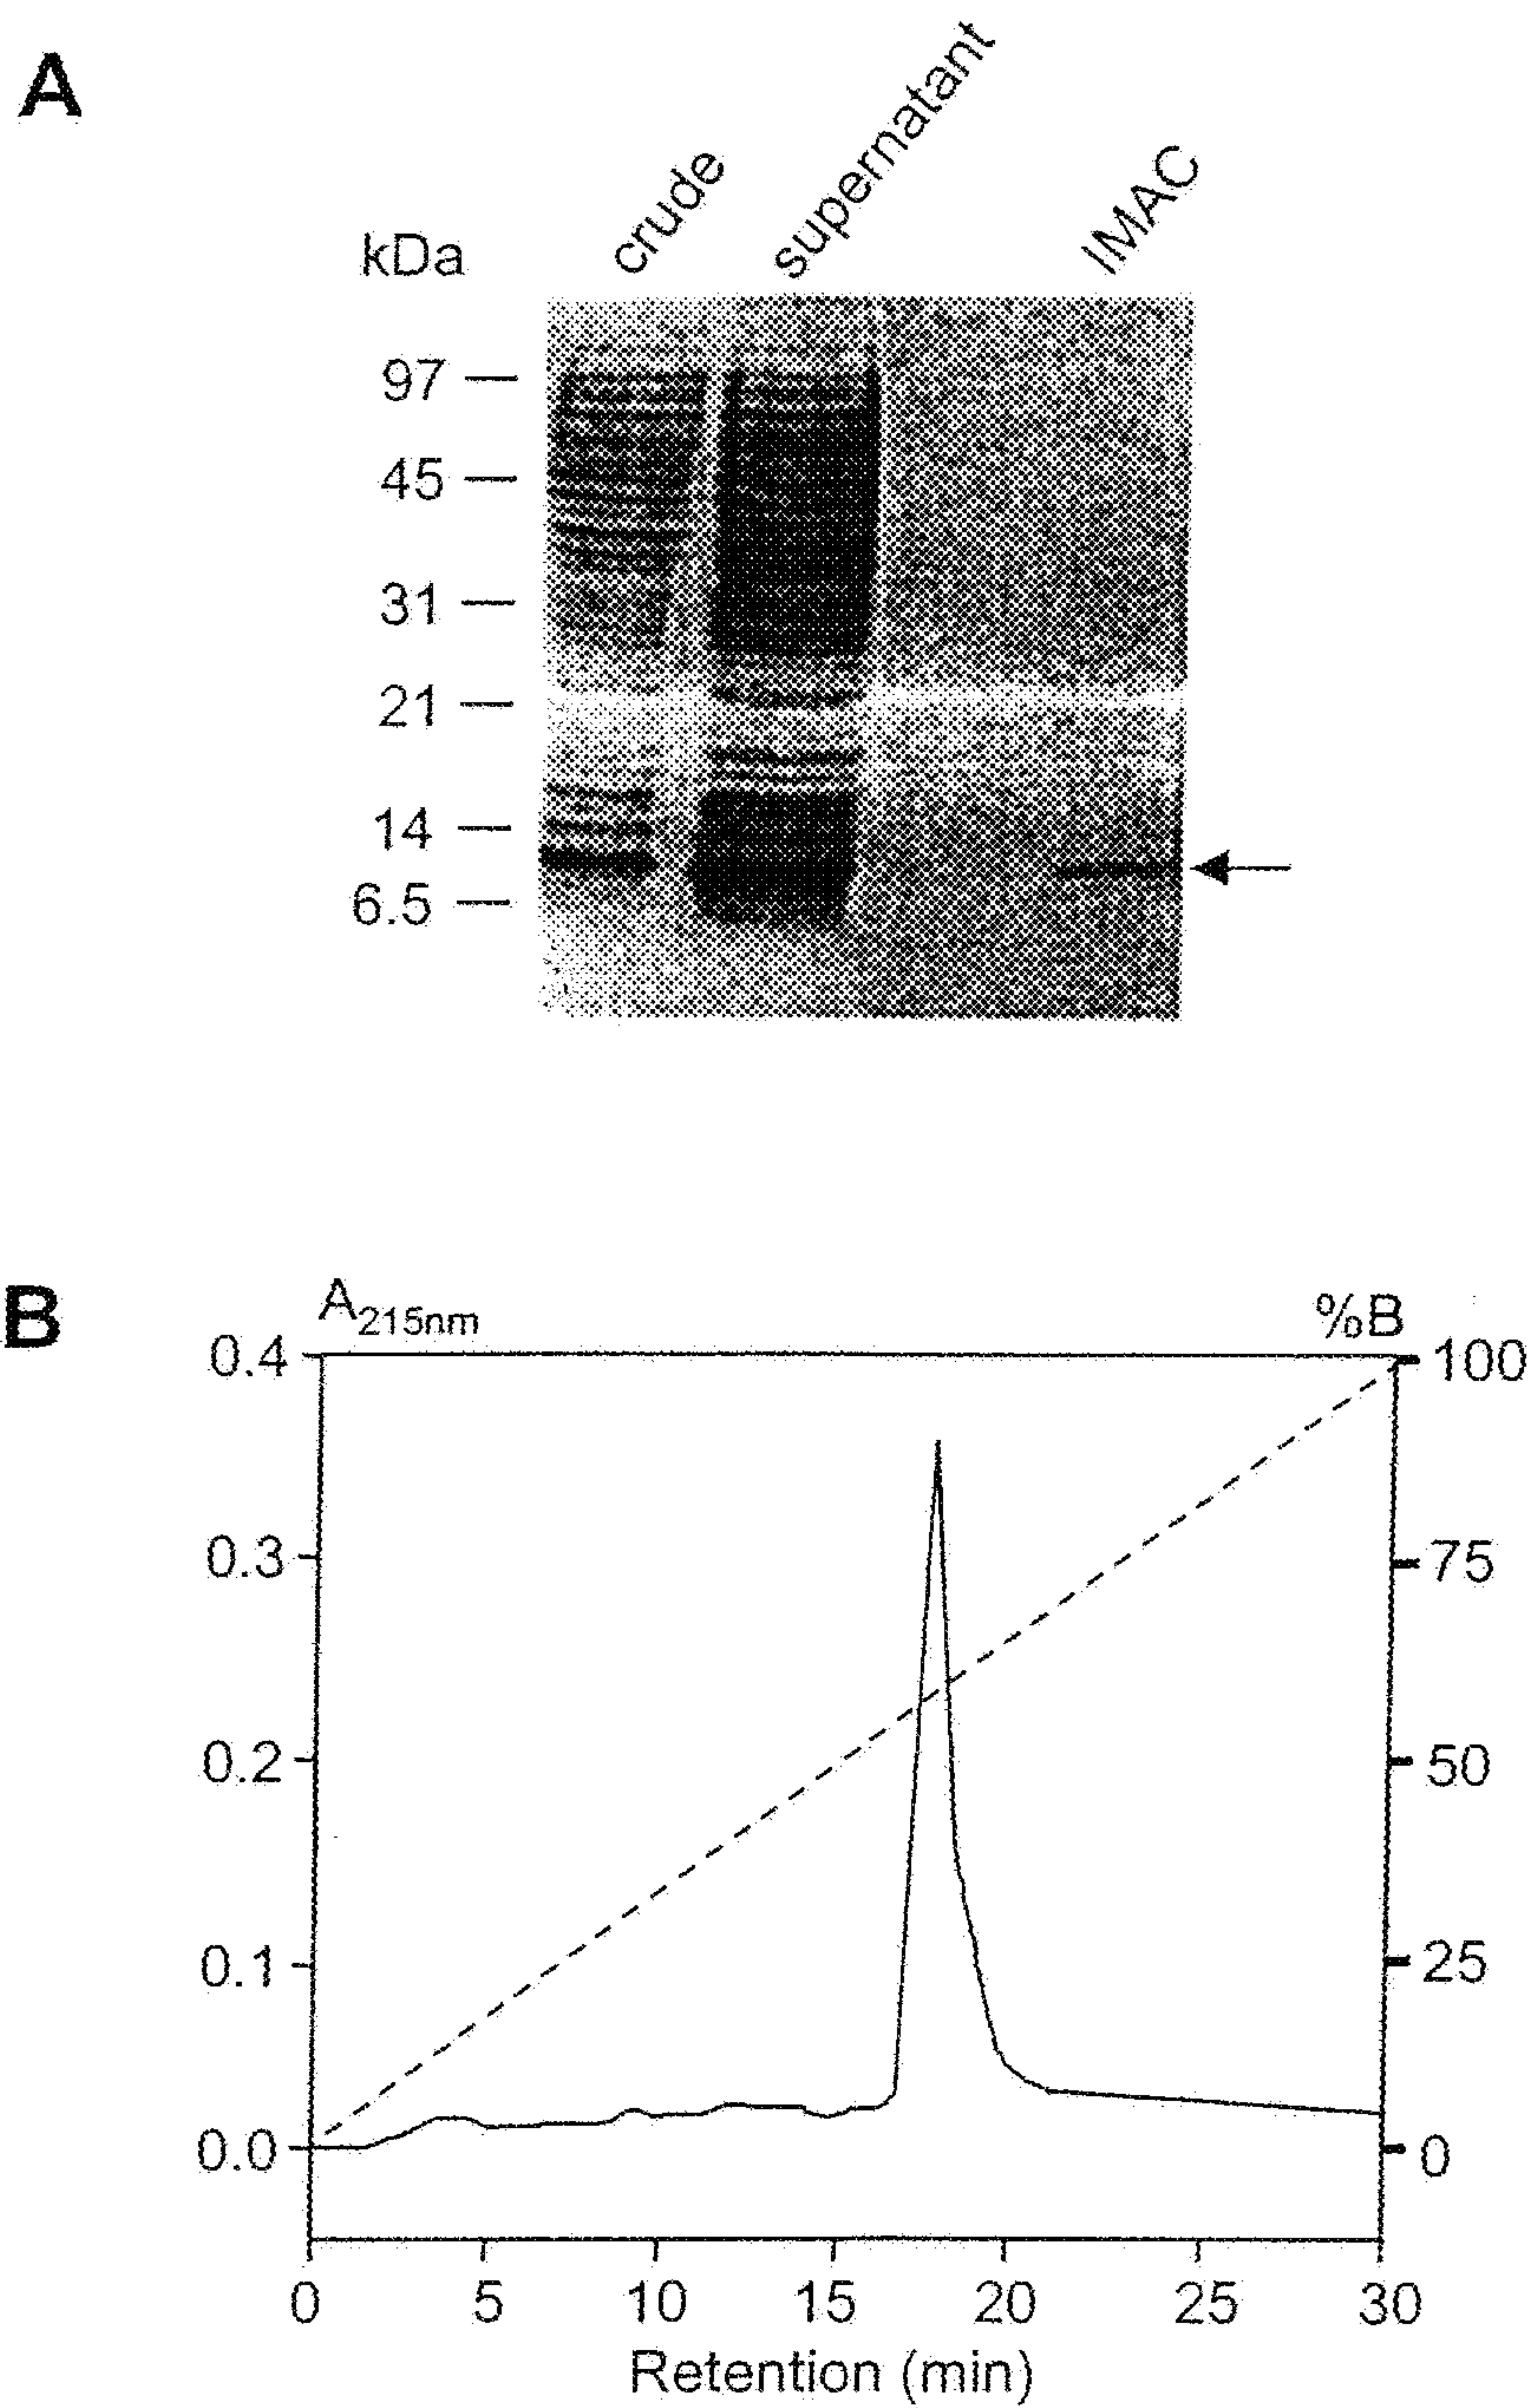 A
kDa
crude
supernatant
IMAC
97
45
31
21
14
6.5
B
A215nm
%B
0.4
0.3
0.2
0.1
0.0
100
75
50
25
0
0 5 10 15 20 25 30
Retention (min)